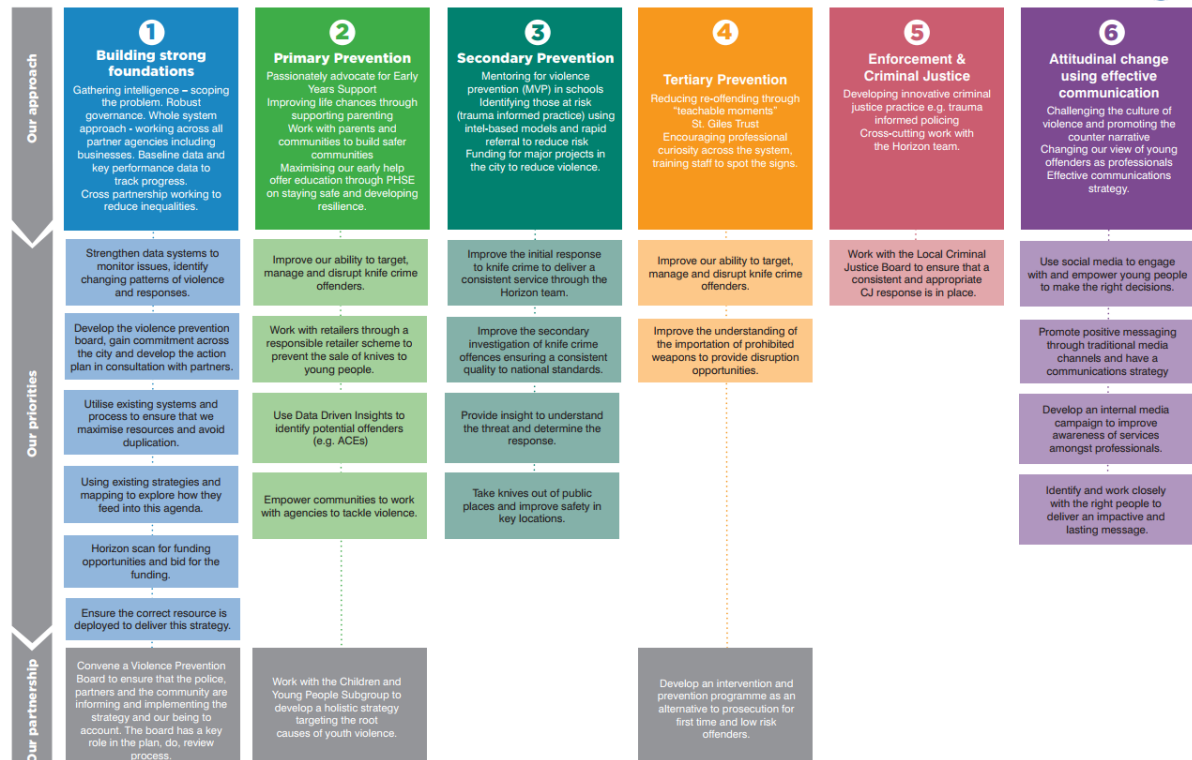 Our approach
1
Building strong
foundations
Gathering intelligence – scoping
the problem. Robust
governance. Whole system
approach - working across all
partner agencies including
businesses. Baseline data and
key performance data to
track progress.
Cross partnership working to
reduce inequalities.
2
Primary Prevention
Passionately advocate for Early
Years Support
Improving life chances through
supporting parenting
Work with parents and
communities to build safer
communities
Maximising our early help
offer education through PHSE
on staying safe and developing
resilience.
3
Secondary Prevention
Mentoring for violence
prevention (MVP) in schools
Identifying those at risk
(trauma informed practice) using
intel-based models and rapid
referral to reduce risk
Funding for major projects in
the city to reduce violence.
4
Tertiary Prevention
Reducing re-offending through
"teachable moments"
St. Giles Trust
Encouraging professional
curiosity across the system,
training staff to spot the signs.
5
Enforcement &
Criminal Justice
Developing innovative criminal
justice practice e.g. trauma
informed policing
Cross-cutting work with
the Horizon team.
6
Attitudinal change
using effective
communication
Challenging the culture of
violence and promoting the
counter narrative
Changing our view of young
offenders as professionals
Effective communications
strategy.
Our priorities
Strengthen data systems to
monitor issues, identify
changing patterns of violence
and responses.
Develop the violence prevention
board, gain commitment across
the city and develop the action
plan in consultation with partners.
Utilise existing systems and
process to ensure that we
maximise resources and avoid
duplication.
Using existing strategies and
mapping to explore how they
feed into this agenda.
Horizon scan for funding
opportunities and bid for the
funding.
Ensure the correct resource is
deployed to deliver this strategy.
Improve our ability to target,
manage and disrupt knife crime
offenders.
Work with retailers through a
responsible retailer scheme to
prevent the sale of knives to
young people.
Use Data Driven Insights to
identify potential offenders
(e.g. ACEs)
Empower communities to work
with agencies to tackle violence.
Improve the initial response
to knife crime to deliver a
consistent service through the
Horizon team.
Improve the secondary
investigation of knife crime
offences ensuring a consistent
quality to national standards.
Provide insight to understand
the threat and determine the
response.
Take knives out of public
places and improve safety in
key locations.
Improve our ability to target,
manage and disrupt knife crime
offenders.
Improve the understanding of
the importation of prohibited
weapons to provide disruption
opportunities.
Work with the Local Criminal
Justice Board to ensure that a
consistent and appropriate
CJ response is in place.
Use social media to engage
with and empower young people
to make the right decisions.
Promote positive messaging
through traditional media
channels and have a
communications strategy
Develop an internal media
campaign to improve
awareness of services
amongst professionals.
Identify and work closely
with the right people to
deliver an impactive and
lasting message.
Our partnership
Convene a Violence Prevention
Board to ensure that the police,
partners and the community are
informing and implementing the
strategy and our being to
account. The board has a key
role in the plan, do, review
process.
Work with the Children and
Young People Subgroup to
develop a holistic strategy
targeting the root
causes of youth violence.
Develop an intervention and
prevention programme as an
alternative to prosecution for
first time and low risk
offenders.